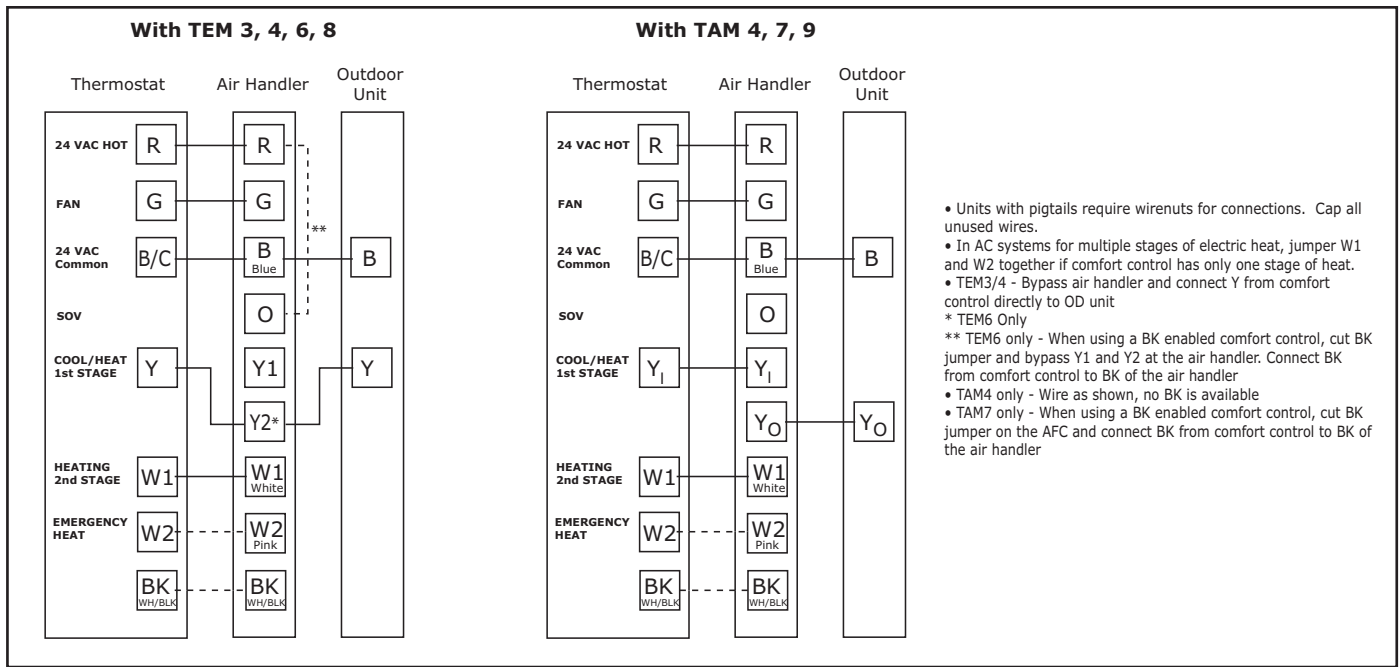 With TEM 3, 4, 6, 8
Thermostat
Air Handler
Outdoor
Unit
24 VAC HOT
R
R
FAN
G
G
**
24 VAC
Common
B/C
B
Blue
B
SOV
O
COOL/HEAT
1st STAGE
Y
Y1
Y
Y2*
HEATING
2nd STAGE
W1
W1
White
EMERGENCY
HEAT
W2
W2
Pink
BK
WH/BLK
BK
WH/BLK
With TAM 4, 7, 9
Thermostat
Air Handler
Outdoor
Unit
24 VAC HOT
R
R
FAN
G
G
24 VAC
Common
B/C
B
Blue
B
SOV
O
COOL/HEAT
1st STAGE
YI
YI
YO
YO
HEATING
2nd STAGE
W1
W1
White
EMERGENCY
HEAT
W2
W2
Pink
BK
WH/BLK
BK
WH/BLK
• Units with pigtails require wirenuts for connections.  Cap all
unused wires.
• In AC systems for multiple stages of electric heat, jumper W1
and W2 together if comfort control has only one stage of heat.
• TEM3/4 - Bypass air handler and connect Y from comfort
control directly to OD unit
* TEM6 Only
** TEM6 only - When using a BK enabled comfort control, cut BK
jumper and bypass Y1 and Y2 at the air handler. Connect BK
from comfort control to BK of the air handler
• TAM4 only - Wire as shown, no BK is available
• TAM7 only - When using a BK enabled comfort control, cut BK
jumper on the AFC and connect BK from comfort control to BK of
the air handler